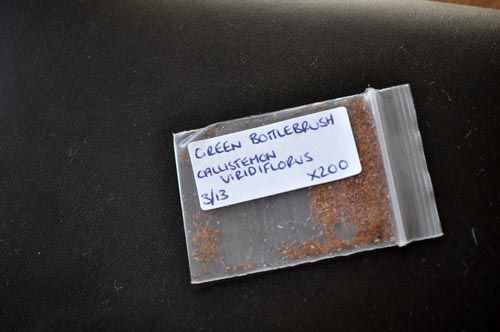 GREEN BOTTLEBRUSH
CALLISTEMON
VIRIDIFLORUS
3/13 X200